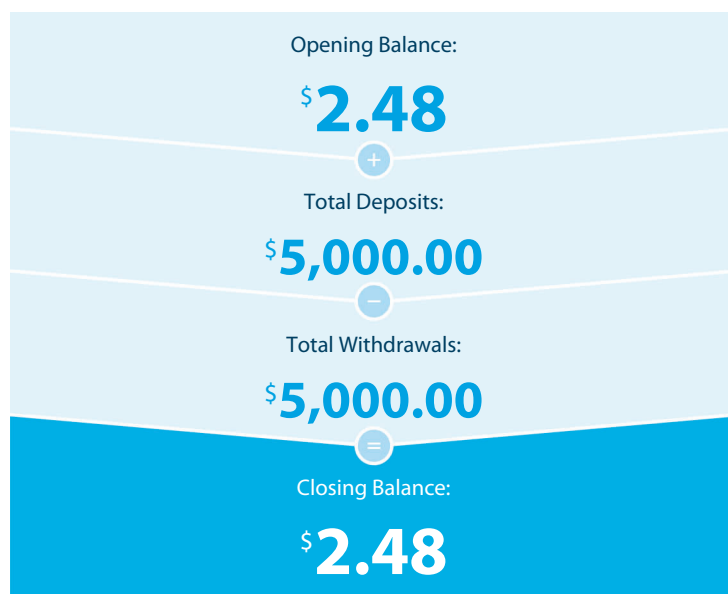 Opening Balance:
$2.48
+
Total Deposits:
$5,000.00
−
Total Withdrawals:
$5,000.00
=
Closing Balance:
$2.48